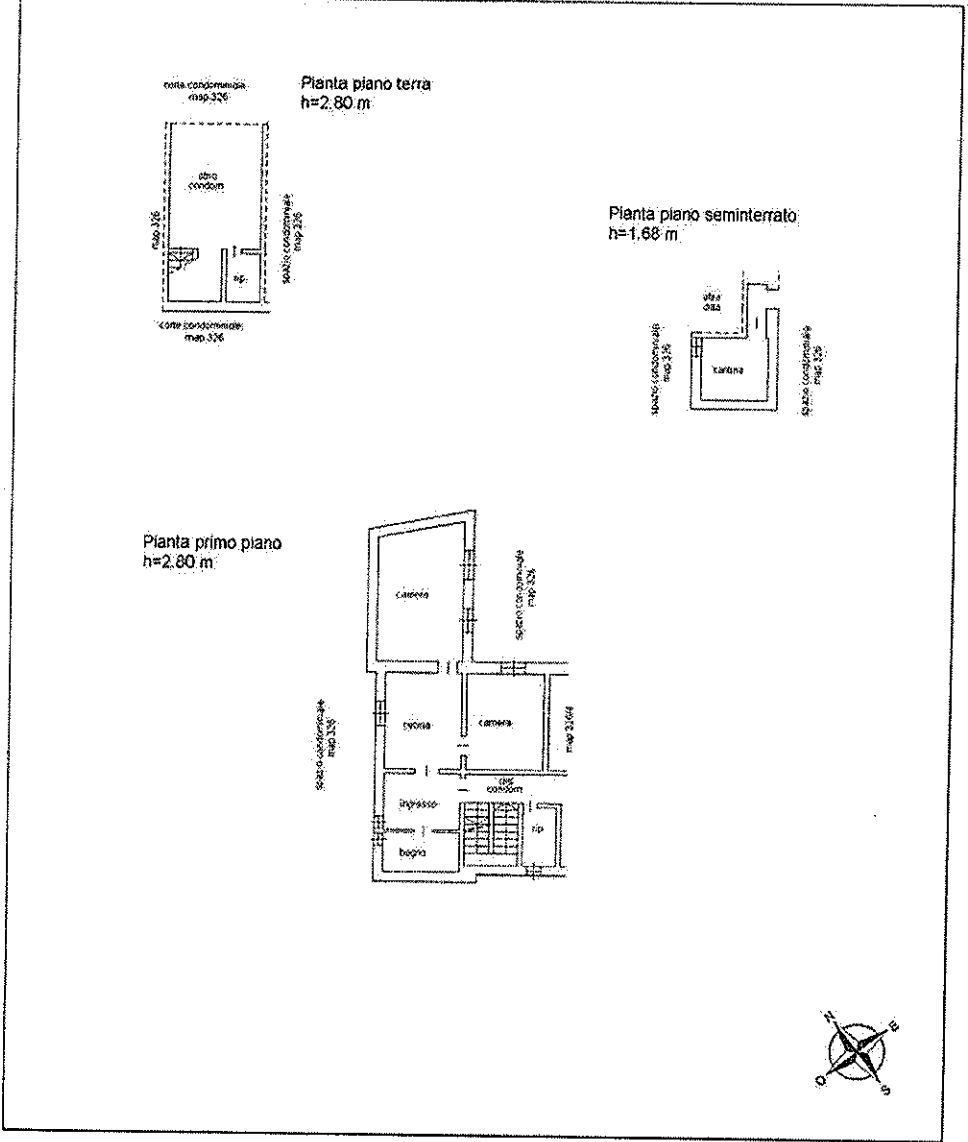 corte condominiale
map 326
Pianta piano terra
h=2.80 m
atrio
condom
map 326
spazio condominiale
map 326
rip
corte condominiale
map 326
Pianta piano seminterrato
h=1.68 m
altra
ditta
spazio condominiale
map 326
cantina
spazio condominiale
map 326
Pianta primo piano
h=2.80 m
camera
spazio condominiale
map 326
spazio condominiale
map 326
cucina
camera
map 326/4
ingresso
condom
rip
bagno
N
E
O
S